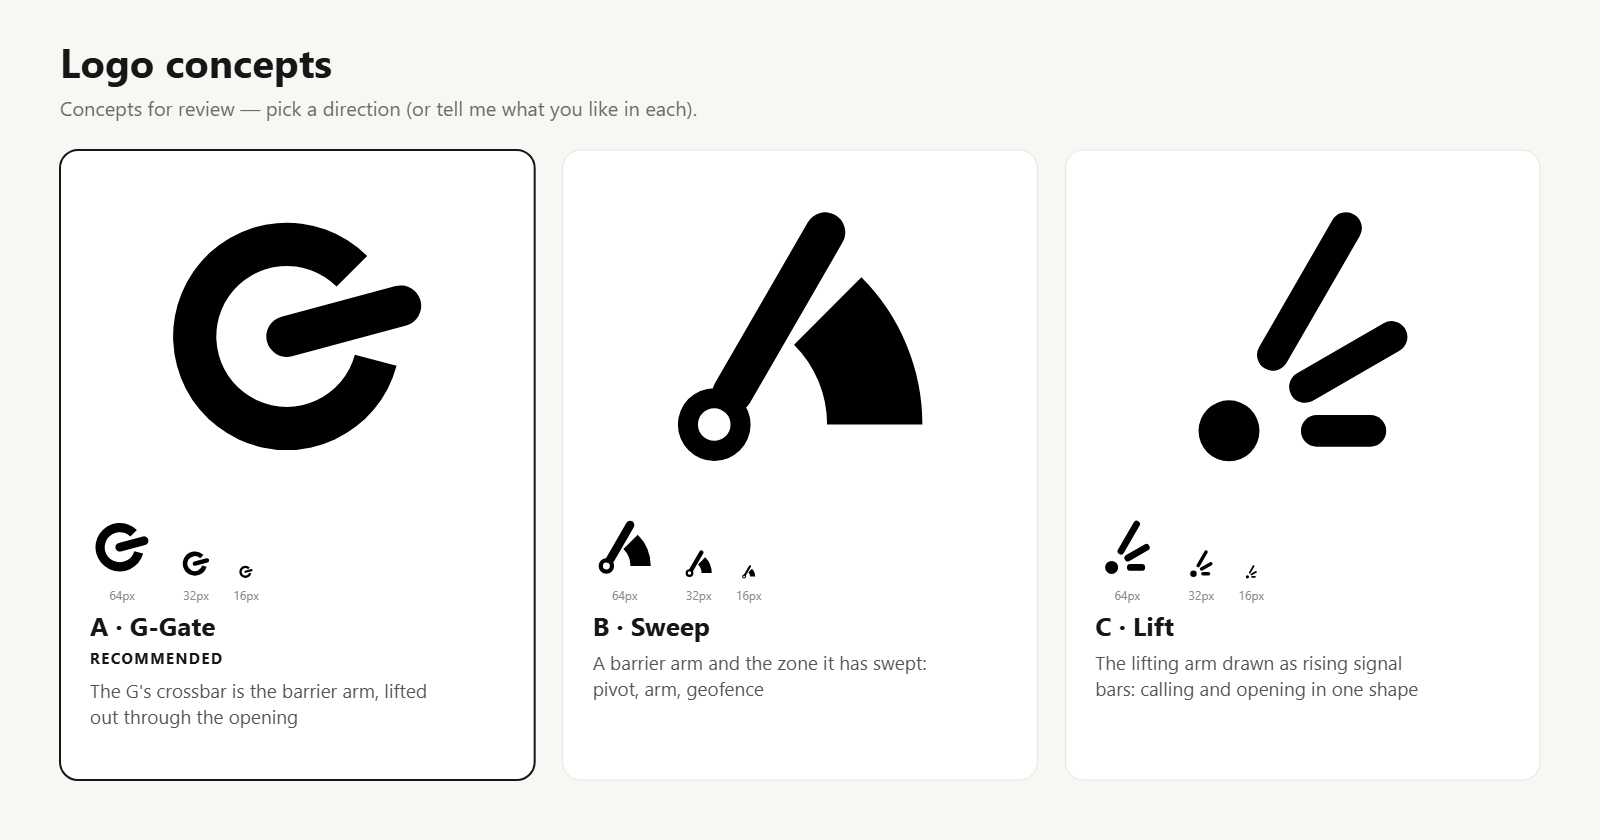 Logo concepts
Concepts for review — pick a direction (or tell me what you like in each).
64px 32px 16px
A · G-Gate
RECOMMENDED
The G's crossbar is the barrier arm, lifted
out through the opening
64px 32px 16px
B · Sweep
A barrier arm and the zone it has swept:
pivot, arm, geofence
64px 32px 16px
C · Lift
The lifting arm drawn as rising signal
bars: calling and opening in one shape